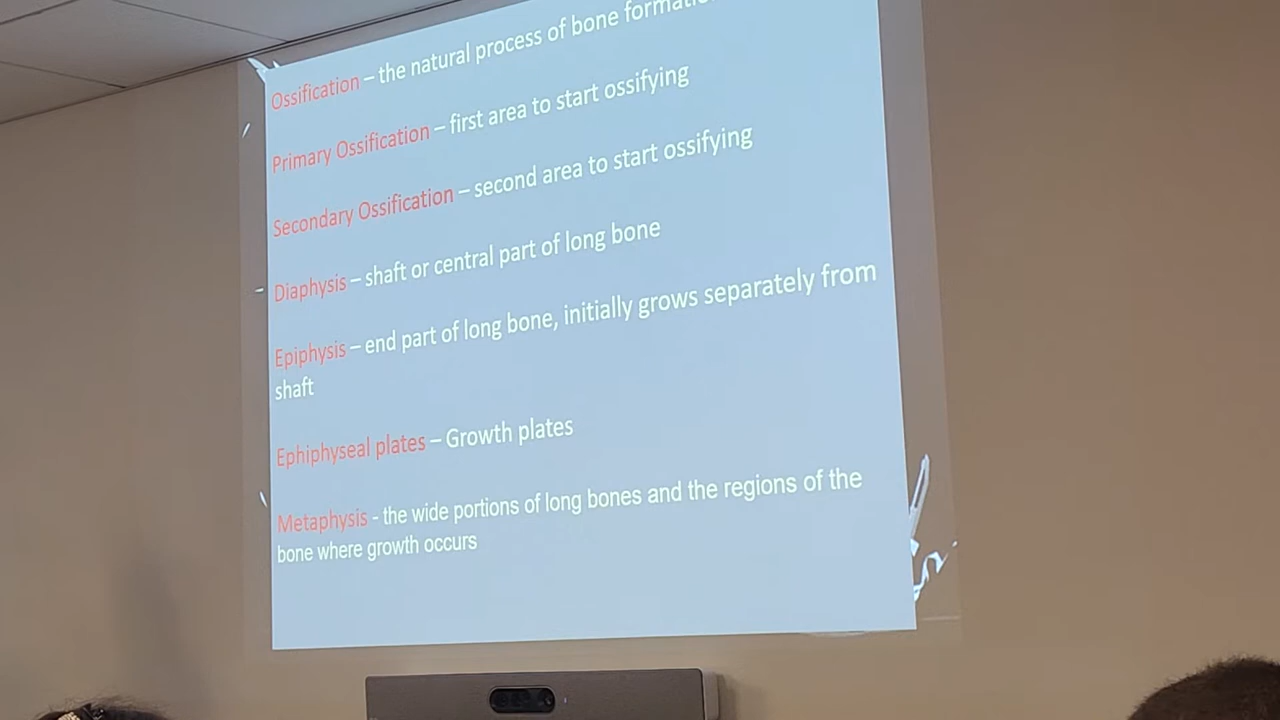 Ossification – the natural process of bone
Primary Ossification – first area to start ossifying
Secondary Ossification – second area to start ossifying
Diaphysis – shaft or central part of long bone
Epiphysis – end part of long bone, initially grows separately from
shaft
Ephiphyseal plates – Growth plates
Metaphysis - the wide portions of long bones and the regions of the
bone where growth occurs